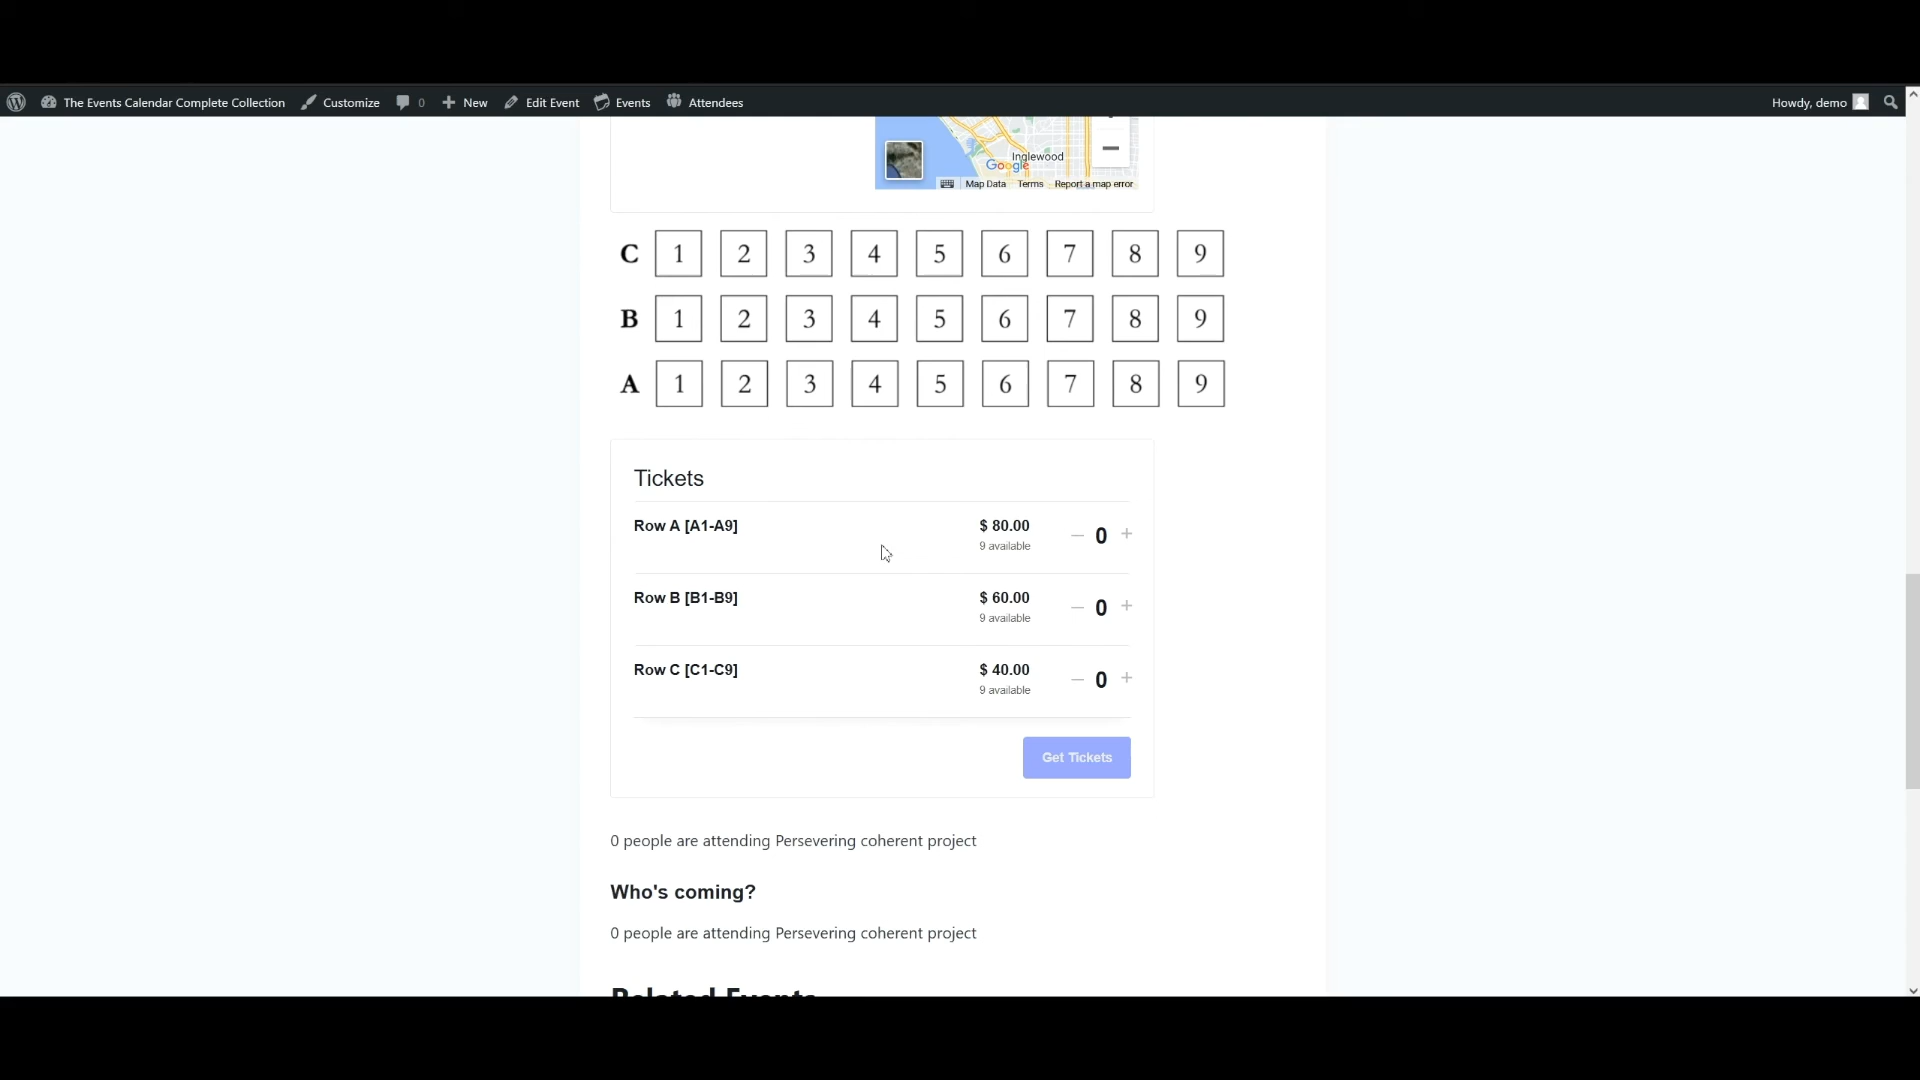 The Events Calendar Complete Collection Customize 0 New Edit Event Events Attendees Howdy, demo
Inglewood
Google
Map Data Terms Report a map error
C 1 2 3 4 5 6 7 8 9
B 1 2 3 4 5 6 7 8 9
A 1 2 3 4 5 6 7 8 9
Tickets
Row A [A1-A9] $ 80.00 — 0 +
9 available
Row B [B1-B9] $ 60.00 — 0 +
9 available
Row C [C1-C9] $ 40.00 — 0 +
9 available
Get Tickets
0 people are attending Persevering coherent project
Who's coming?
0 people are attending Persevering coherent project
Related Events